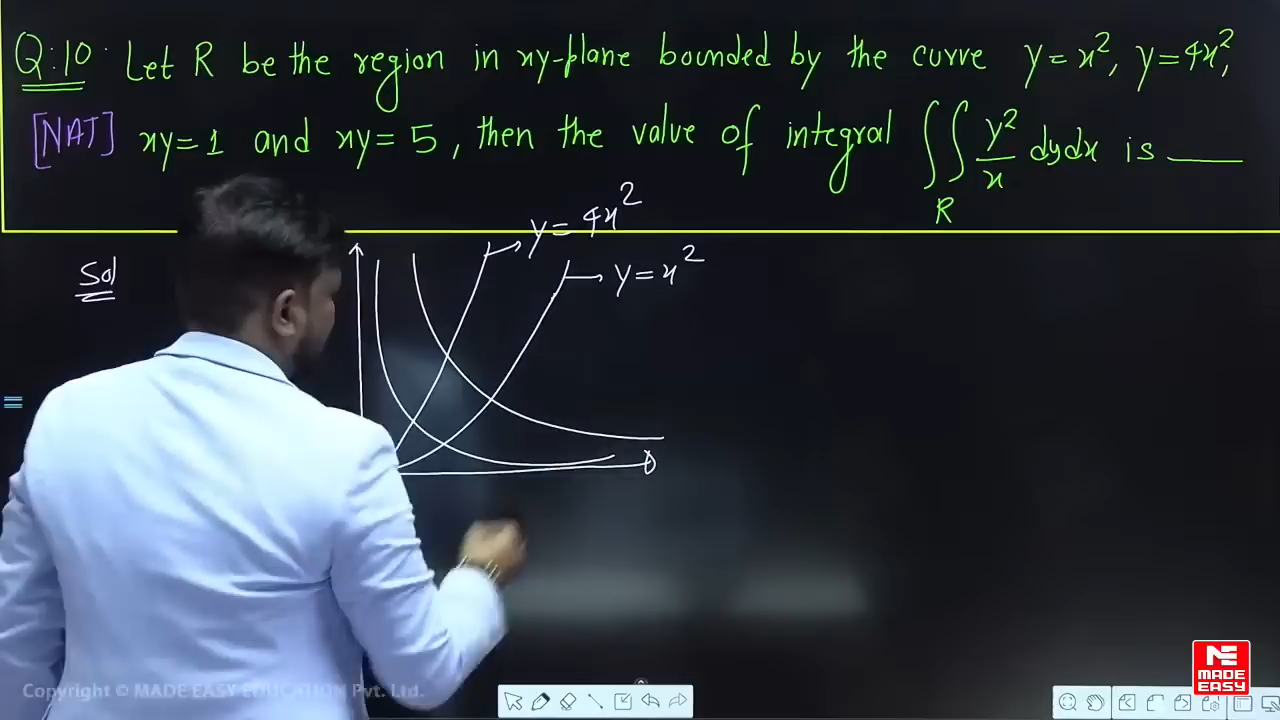 Q:10 Let R be the region in xy-plane bounded by the curve y = x², y = 4x²,
[NAT] xy = 1 and xy = 5, then the value of integral ∬_R y²/x dydx is ____
Sol
y = 4x²
y = x²
Copyright © MADE EASY EDUCATION Pvt. Ltd.
ME
MADE
EASY